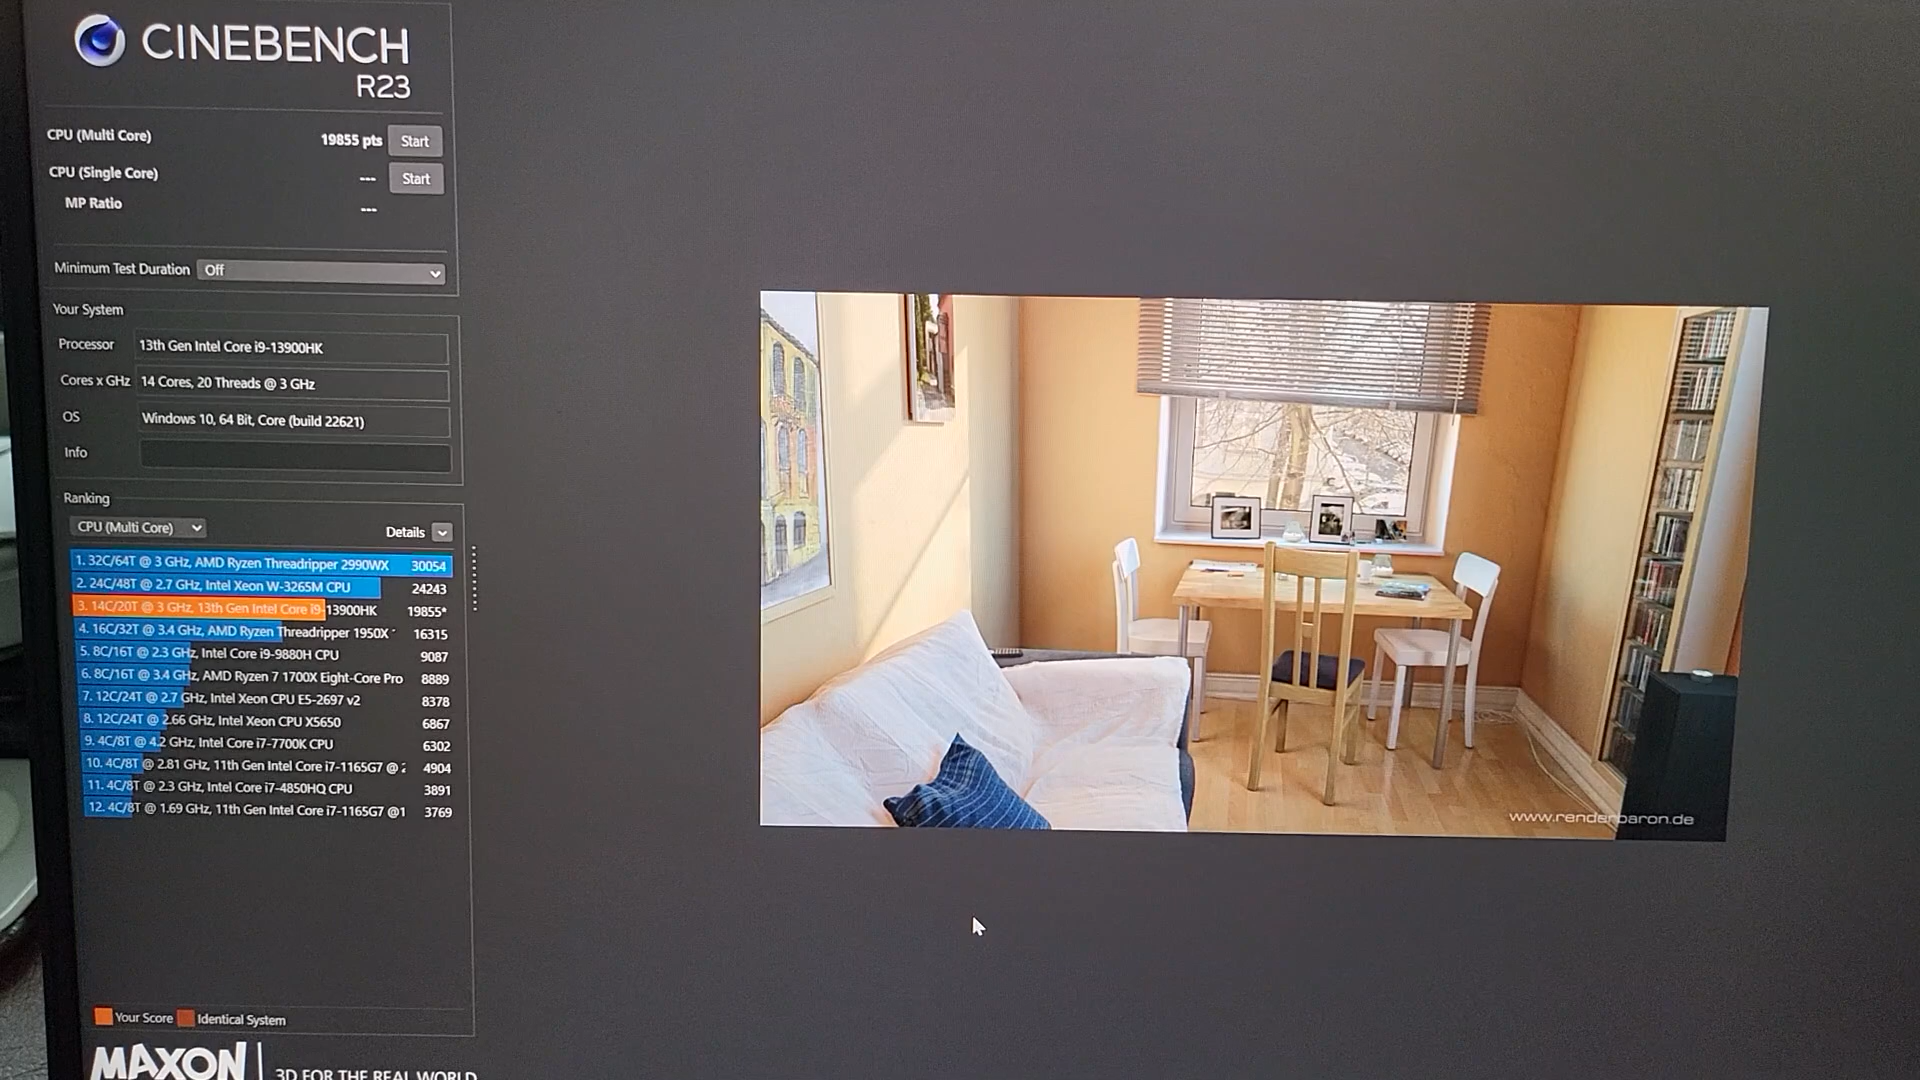 CINEBENCH
R23
CPU (Multi Core) 19855 pts Start
CPU (Single Core) --- Start
MP Ratio ---
Minimum Test Duration Off
Your System
Processor 13th Gen Intel Core i9-13900HK
Cores x GHz 14 Cores, 20 Threads @ 3 GHz
OS Windows 10, 64 Bit, Core (build 22621)
Info
Ranking
CPU (Multi Core) Details
1. 32C/64T @ 3 GHz, AMD Ryzen Threadripper 2990WX 30054
2. 24C/48T @ 2.7 GHz, Intel Xeon W-3265M CPU 24243
3. 14C/20T @ 3 GHz, 13th Gen Intel Core i9-13900HK 19855*
4. 16C/32T @ 3.4 GHz, AMD Ryzen Threadripper 1950X 16315
5. 8C/16T @ 2.3 GHz, Intel Core i9-9880H CPU 9087
6. 8C/16T @ 3.4 GHz, AMD Ryzen 7 1700X Eight-Core Pro 8889
7. 12C/24T @ 2.7 GHz, Intel Xeon CPU E5-2697 v2 8378
8. 12C/24T @ 2.66 GHz, Intel Xeon CPU X5650 6867
9. 4C/8T @ 4.2 GHz, Intel Core i7-7700K CPU 6302
10. 4C/8T @ 2.81 GHz, 11th Gen Intel Core i7-1165G7 @ 4904
11. 4C/8T @ 2.3 GHz, Intel Core i7-4850HQ CPU 3891
12. 4C/8T @ 1.69 GHz, 11th Gen Intel Core i7-1165G7 @1 3769
Your Score Identical System
MAXON 3D FOR THE REAL WORLD
www.renderbaron.de